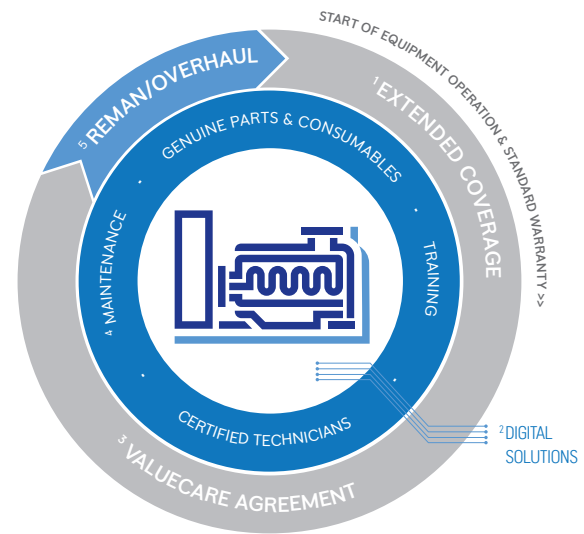 START OF EQUIPMENT OPERATION & STANDARD WARRANTY >>
1 EXTENDED COVERAGE
2 DIGITAL
SOLUTIONS
3 VALUECARE AGREEMENT
5 REMAN/OVERHAUL
GENUINE PARTS & CONSUMABLES
TRAINING
CERTIFIED TECHNICIANS
4 MAINTENANCE